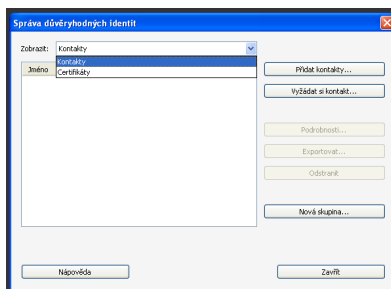 Správa důvěryhodných identit
Zobrazit: Kontakty
Kontakty
Certifikáty
Jméno
Přidat kontakty...
Vyžádat si kontakt...
Podrobnosti...
Exportovat...
Odstranit
Nová skupina...
Nápověda
Zavřít